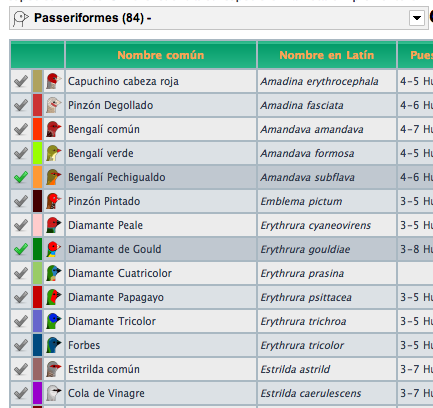 Passeriformes (84) -
Nombre común Nombre en Latín Pues
Capuchino cabeza roja Amadina erythrocephala 4-5 Hu
Pinzón Degollado Amadina fasciata 4-6 Hu
Bengalí común Amandava amandava 4-7 Hu
Bengalí verde Amandava formosa 4-5 Hu
Bengalí Pechigualdo Amandava subflava 4-6 Hu
Pinzón Pintado Emblema pictum 3-5 Hu
Diamante Peale Erythrura cyaneovirens 3-5 Hu
Diamante de Gould Erythrura gouldiae 3-8 Hu
Diamante Cuatricolor Erythrura prasina
Diamante Papagayo Erythrura psittacea 3-5 Hu
Diamante Tricolor Erythrura trichroa 3-5 Hu
Forbes Erythrura tricolor 3-5 Hu
Estrilda común Estrilda astrild 3-7 Hu
Cola de Vinagre Estrilda caerulescens 3-7 Hu